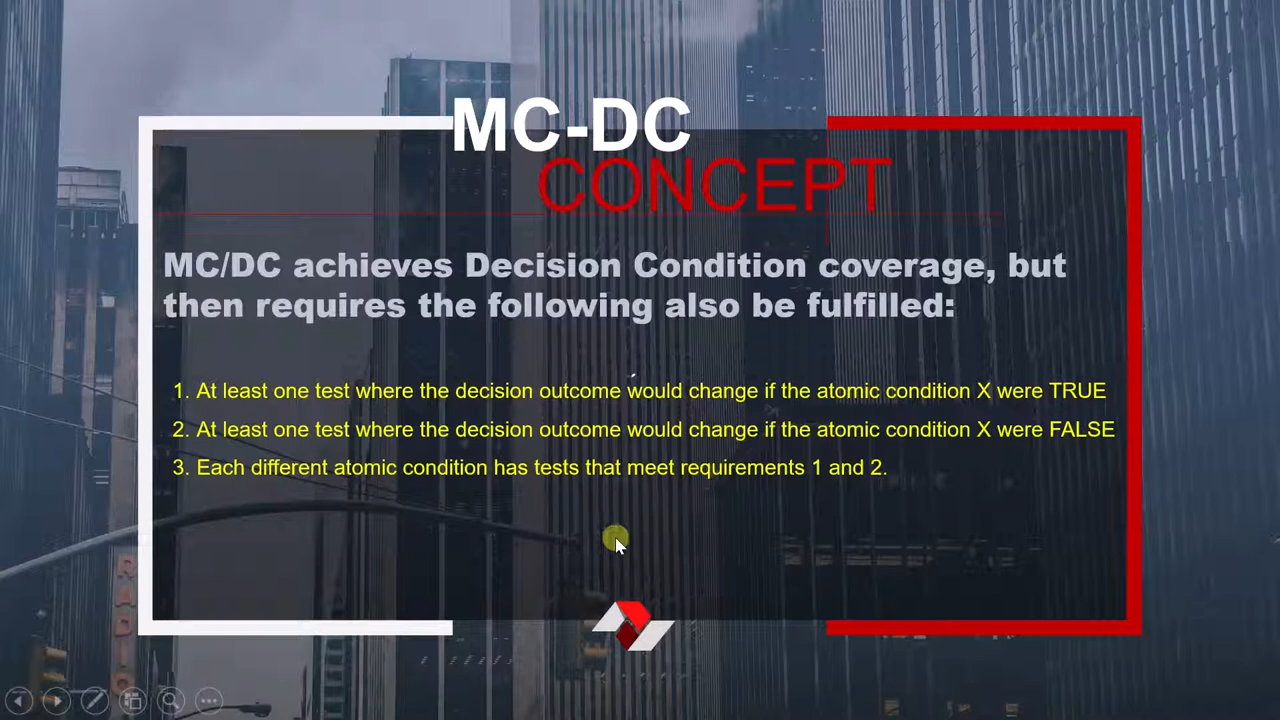 MC-DC
CONCEPT
MC/DC achieves Decision Condition coverage, but
then requires the following also be fulfilled:
1. At least one test where the decision outcome would change if the atomic condition X were TRUE
2. At least one test where the decision outcome would change if the atomic condition X were FALSE
3. Each different atomic condition has tests that meet requirements 1 and 2.
RADIO